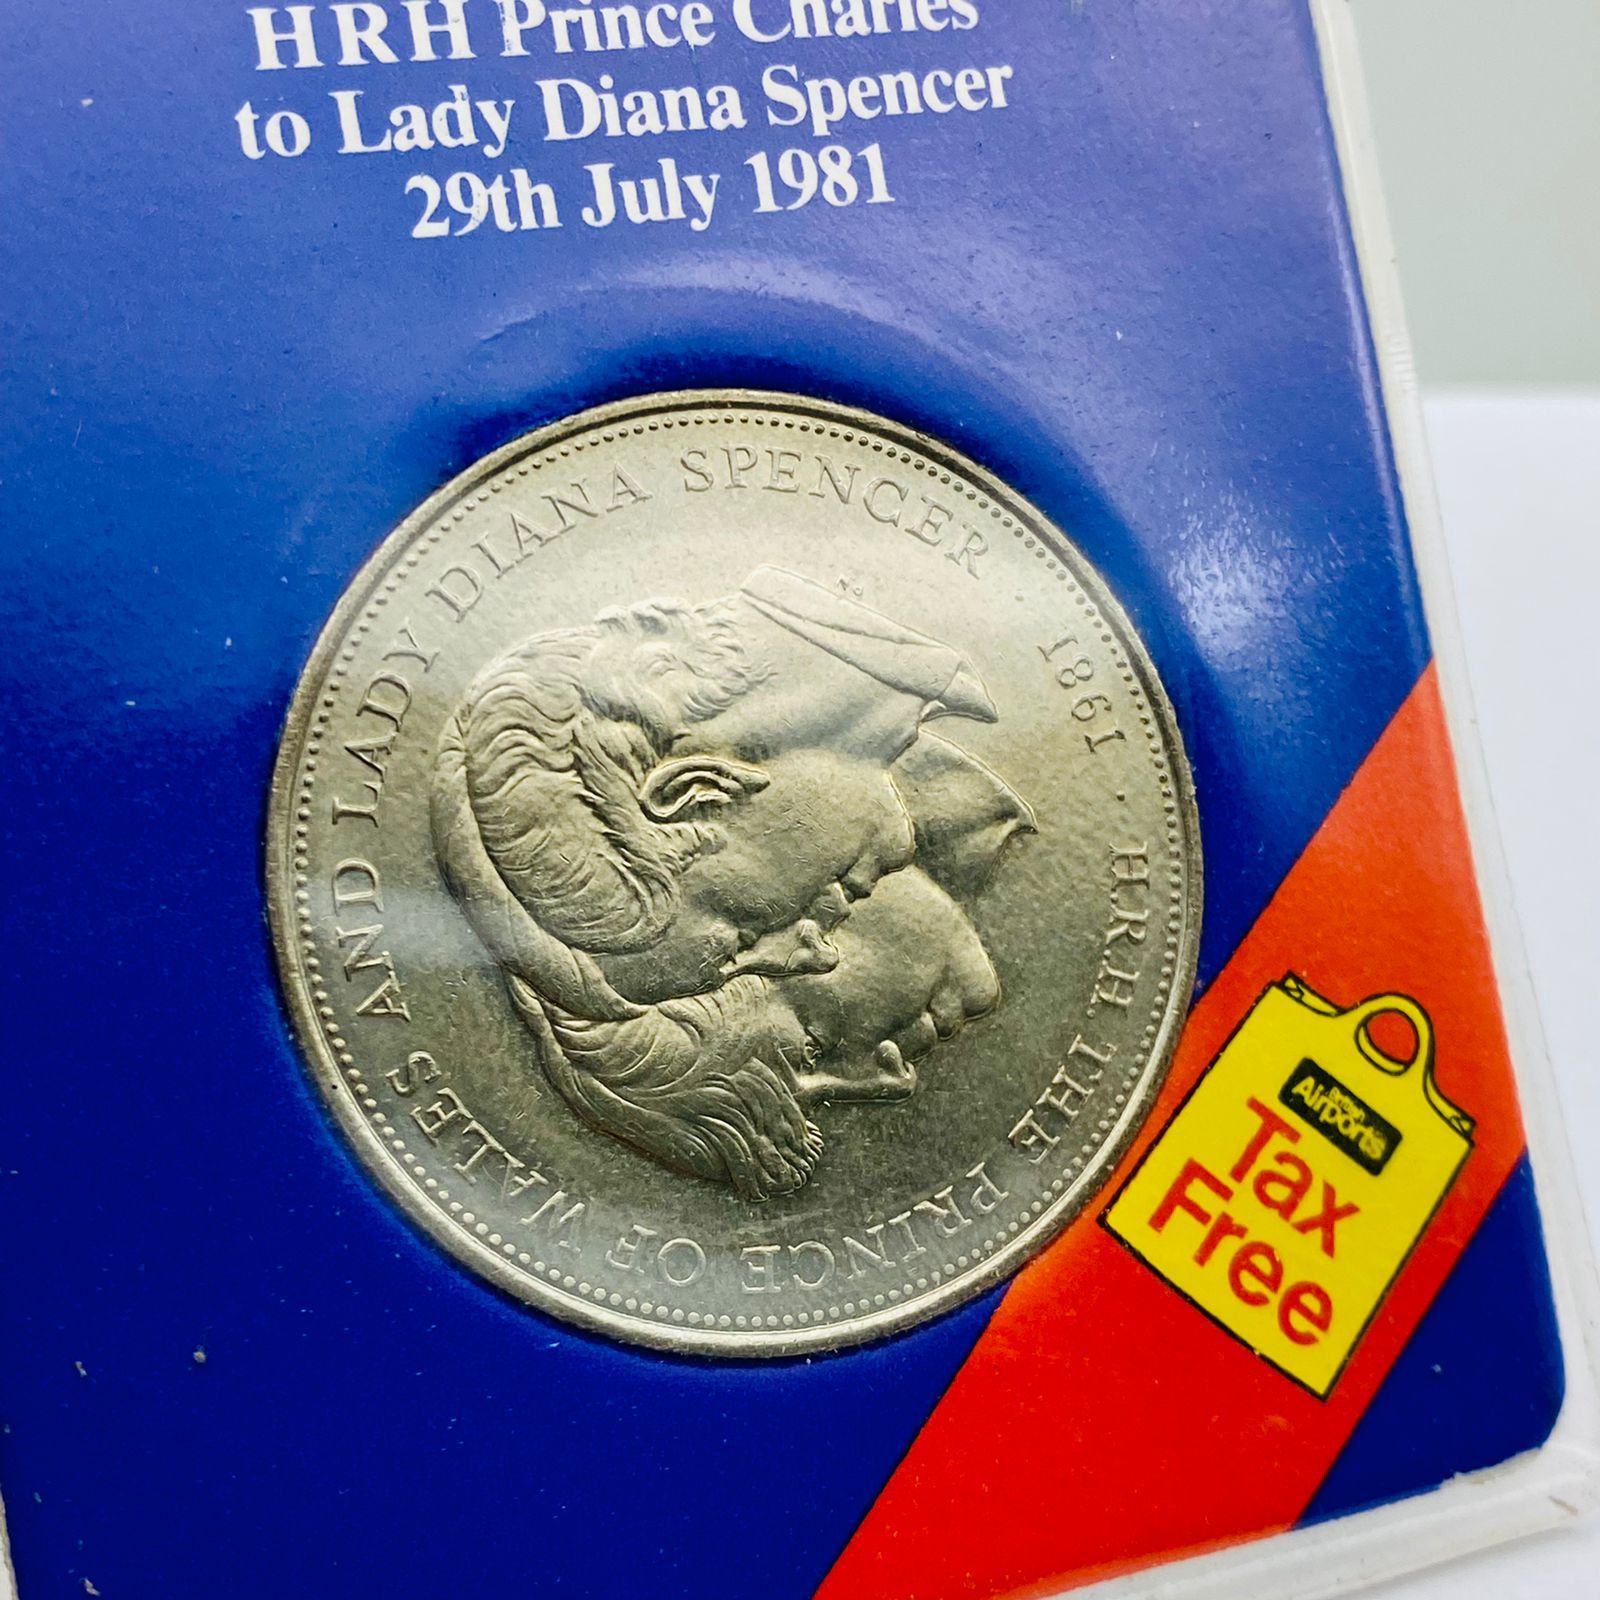 HRH Prince Charles
to Lady Diana Spencer
29th July 1981
H.R.H. THE PRINCE OF WALES AND LADY DIANA SPENCER 1981
British
Airports
Tax
Free